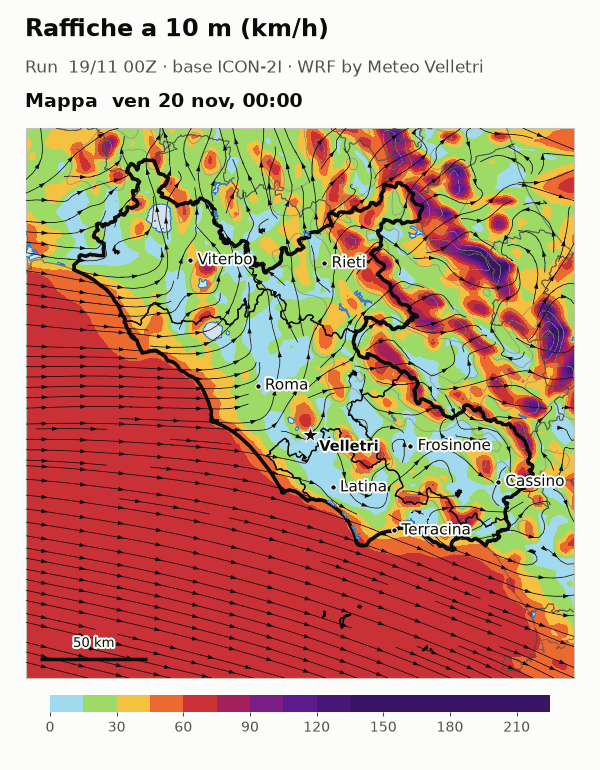 Raffiche a 10 m (km/h)
Run  19/11 00Z · base ICON-2I · WRF by Meteo Velletri
Mappa  ven 20 nov, 00:00
Viterbo
Rieti
Roma
Velletri
Frosinone
Latina
Cassino
Terracina
50 km
0 30 60 90 120 150 180 210